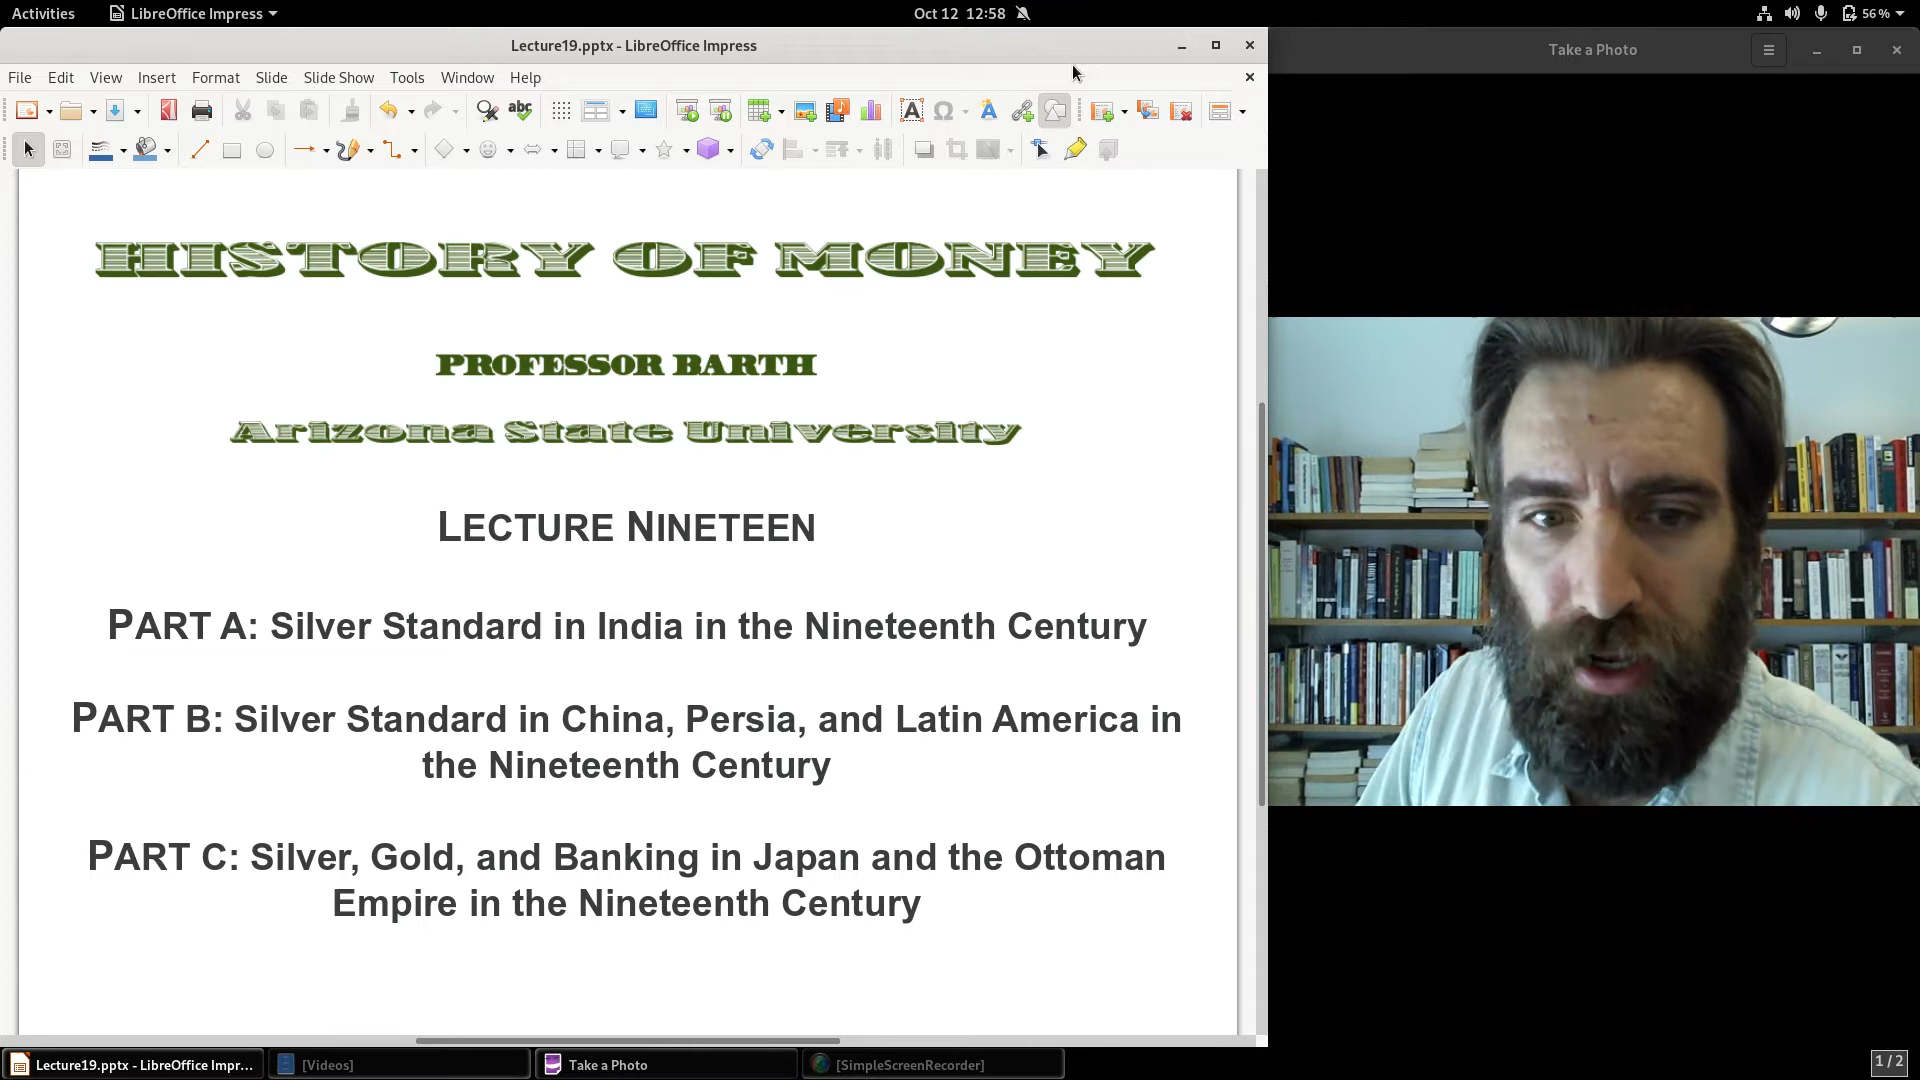 Activities
LibreOffice Impress
Oct 12 12:58
56 %
Lecture19.pptx - LibreOffice Impress
Take a Photo
File Edit View Insert Format Slide Slide Show Tools Window Help
HISTORY OF MONEY
PROFESSOR BARTH
Arizona State University
LECTURE NINETEEN
PART A: Silver Standard in India in the Nineteenth Century
PART B: Silver Standard in China, Persia, and Latin America in
the Nineteenth Century
PART C: Silver, Gold, and Banking in Japan and the Ottoman
Empire in the Nineteenth Century
Lecture19.pptx - LibreOffice Impr...
[Videos]
Take a Photo
[SimpleScreenRecorder]
1 / 2